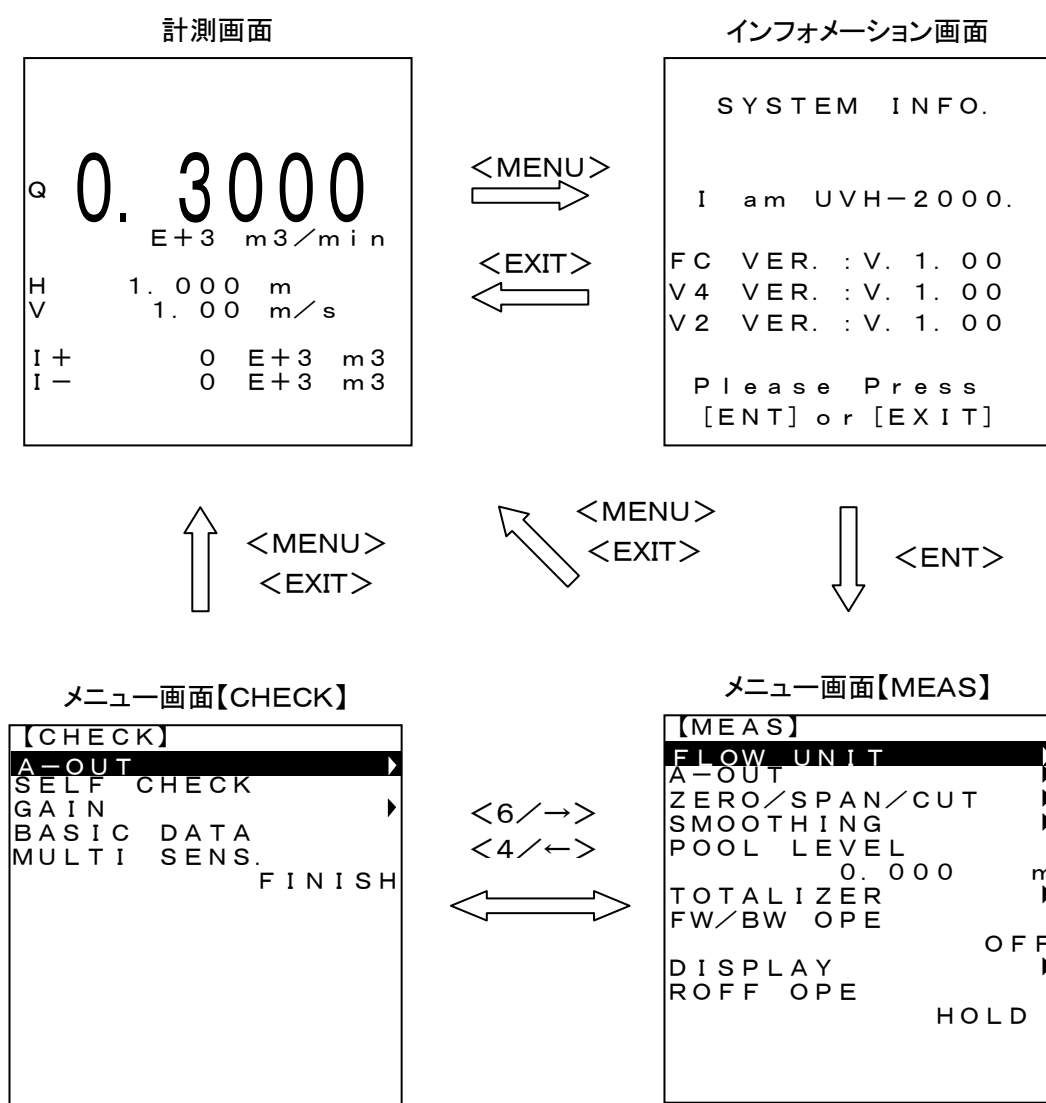 計測画面
Q 0. 3000
E+3 m3/min
H 1. 000 m
V 1. 00 m/s
I+ 0 E+3 m3
I- 0 E+3 m3
<MENU>
<EXIT>
インフォメーション画面
SYSTEM INFO.
I am UVH-2000.
FC VER. :V. 1. 00
V4 VER. :V. 1. 00
V2 VER. :V. 1. 00
Please Press
[ENT] or [EXIT]
<MENU>
<EXIT>
<MENU>
<EXIT>
<ENT>
メニュー画面【CHECK】
【CHECK】
A-OUT
SELF CHECK
GAIN
BASIC DATA
MULTI SENS.
FINISH
<6/→>
<4/←>
メニュー画面【MEAS】
【MEAS】
FLOW UNIT
A-OUT
ZERO/SPAN/CUT
SMOOTHING
POOL LEVEL
0. 000 m
TOTALIZER
FW/BW OPE
OFF
DISPLAY
ROFF OPE
HOLD